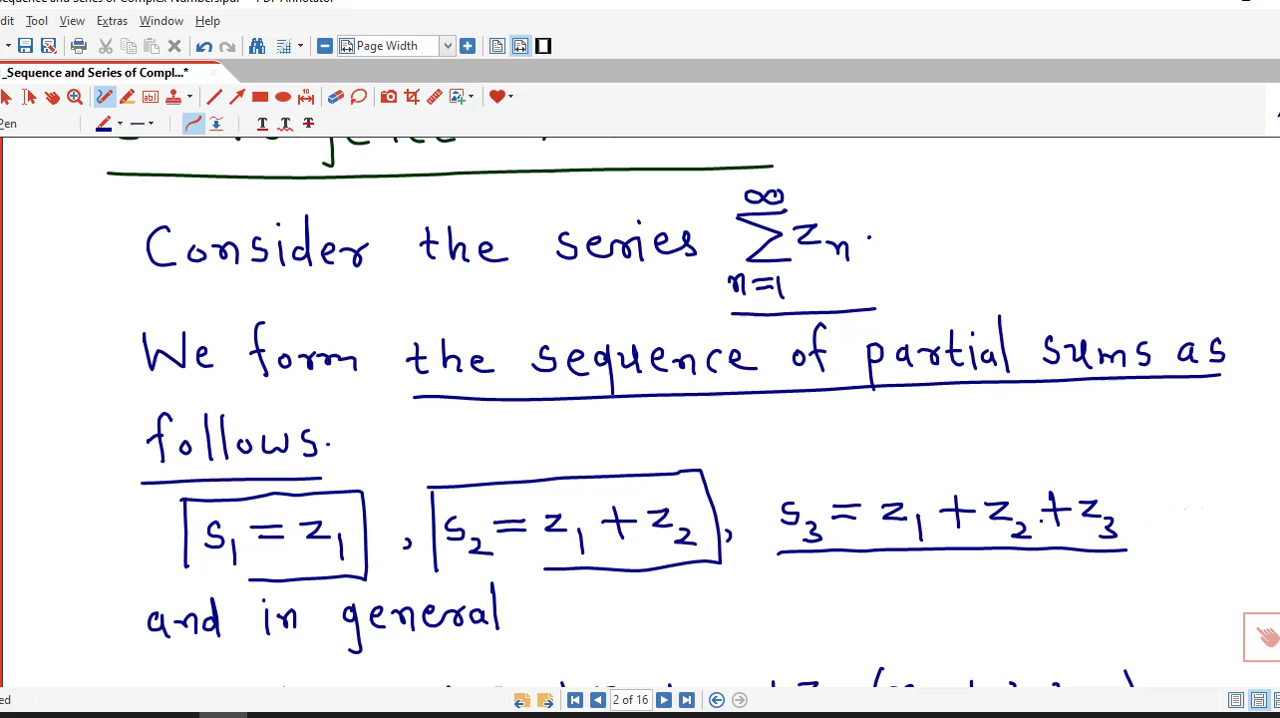 Sequence and Series of Complex Numbers.pdf - PDF Annotator
dit Tool View Extras Window Help
Page Width
_Sequence and Series of Compl...*
Pen
Consider the series ∑_{n=1}^{∞} z_n.
We form the sequence of partial sums as
follows.
s_1 = z_1 , s_2 = z_1 + z_2 , s_3 = z_1 + z_2 + z_3
and in general
2 of 16